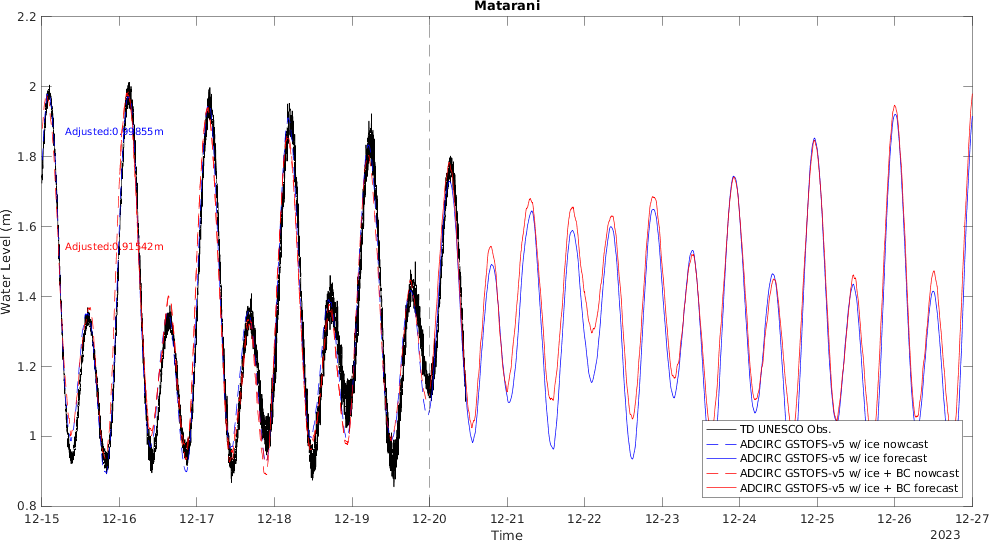 Matarani
2.2
2
1.8
1.6
1.4
1.2
1
0.8
Water Level (m)
Adjusted:0.99855m
Adjusted:0.91542m
TD UNESCO Obs.
ADCIRC GSTOFS-v5 w/ ice nowcast
ADCIRC GSTOFS-v5 w/ ice forecast
ADCIRC GSTOFS-v5 w/ ice + BC nowcast
ADCIRC GSTOFS-v5 w/ ice + BC forecast
12-15 12-16 12-17 12-18 12-19 12-20 12-21 12-22 12-23 12-24 12-25 12-26 12-27
Time
2023